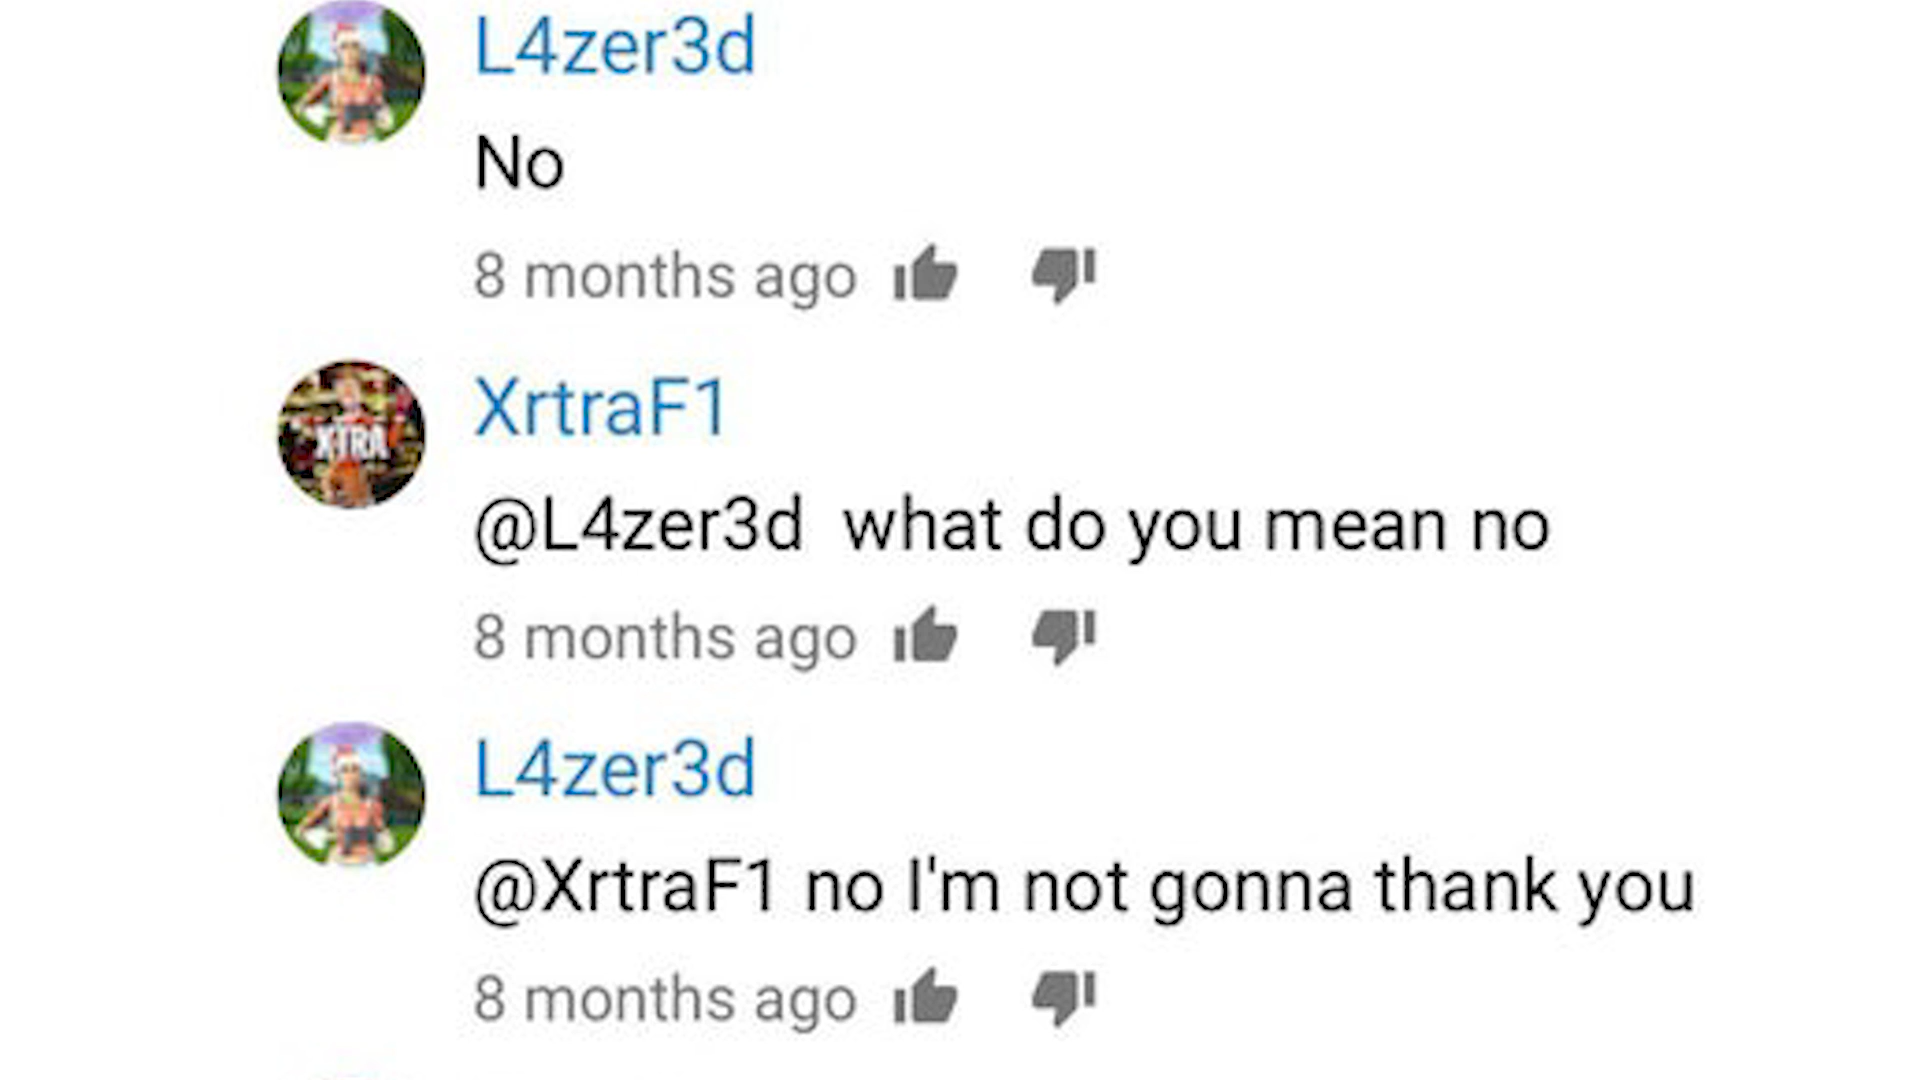 L4zer3d
No
8 months ago
XrtraF1
XTRA
@L4zer3d what do you mean no
8 months ago
L4zer3d
@XrtraF1 no I'm not gonna thank you
8 months ago